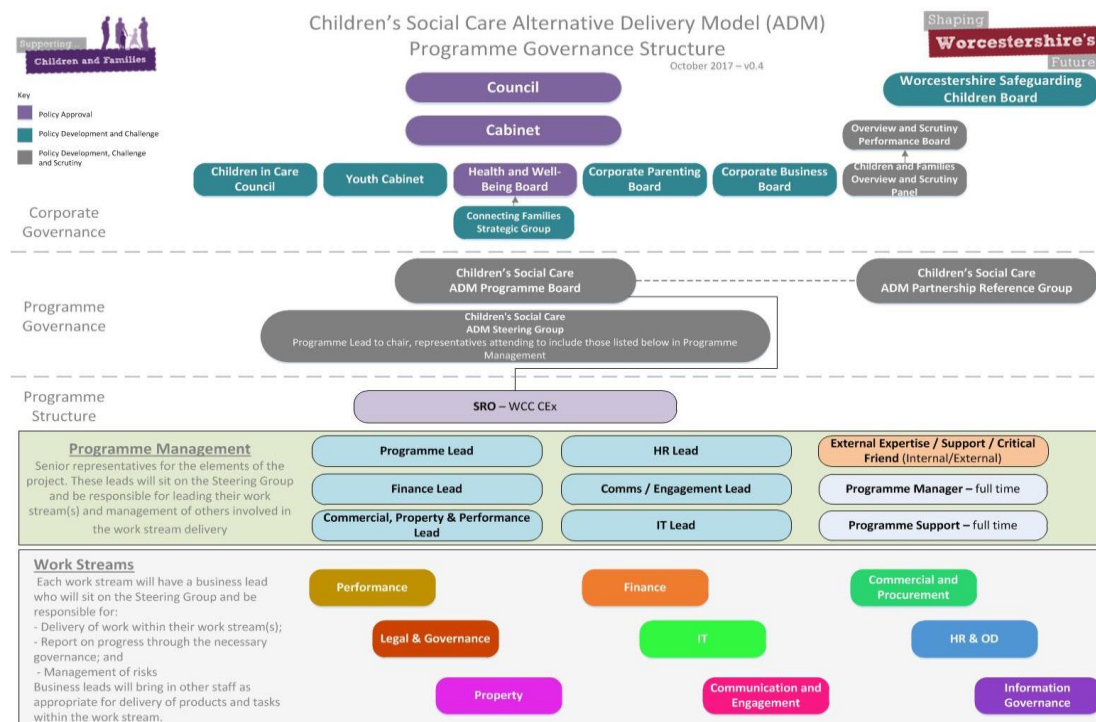 Children's Social Care Alternative Delivery Model (ADM)
Programme Governance Structure
October 2017 – v0.4
Supporting...
Children and Families
Shaping
Worcestershire's
Future
Key
Policy Approval
Policy Development and Challenge
Policy Development, Challenge
and Scrutiny
Council
Cabinet
Worcestershire Safeguarding
Children Board
Overview and Scrutiny
Performance Board
Children in Care
Council
Youth Cabinet
Health and Well-
Being Board
Corporate Parenting
Board
Corporate Business
Board
Children and Families
Overview and Scrutiny
Panel
Connecting Families
Strategic Group
Corporate
Governance
Programme
Governance
Children's Social Care
ADM Programme Board
Children's Social Care
ADM Partnership Reference Group
Children's Social Care
ADM Steering Group
Programme Lead to chair, representatives attending to include those listed below in Programme
Management
Programme
Structure
SRO – WCC CEx
Programme Management
Senior representatives for the elements of the
project. These leads will sit on the Steering Group
and be responsible for leading their work
stream(s) and management of others involved in
the work stream delivery
Programme Lead
HR Lead
External Expertise / Support / Critical
Friend (Internal/External)
Finance Lead
Comms / Engagement Lead
Programme Manager – full time
Commercial, Property & Performance
Lead
IT Lead
Programme Support – full time
Work Streams
Each work stream will have a business lead
who will sit on the Steering Group and be
responsible for:
- Delivery of work within their work stream(s);
- Report on progress through the necessary
governance; and
- Management of risks
Business leads will bring in other staff as
appropriate for delivery of products and tasks
within the work stream.
Performance
Finance
Commercial and
Procurement
Legal & Governance
IT
HR & OD
Property
Communication and
Engagement
Information
Governance